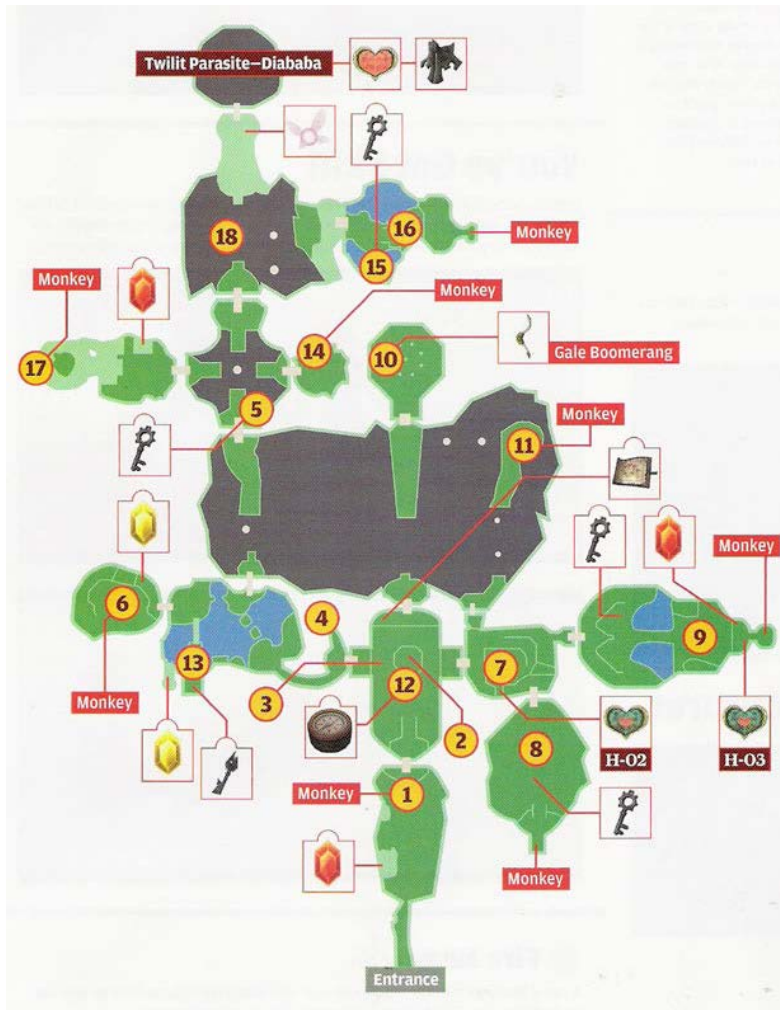 Twilit Parasite—Diababa
18
16
Monkey
15
Monkey
Monkey
17
14
10
Gale Boomerang
5
Monkey
11
6
4
9
Monkey
13
7
3
12
Monkey
2
8
H-02
H-03
Monkey
1
Monkey
Entrance